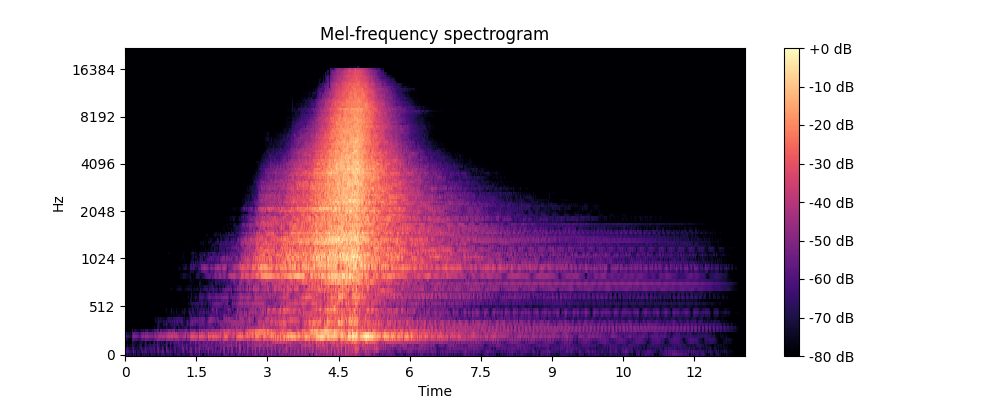 Mel-frequency spectrogram
Hz
16384
8192
4096
2048
1024
512
0
0 1.5 3 4.5 6 7.5 9 10 12
Time
+0 dB
-10 dB
-20 dB
-30 dB
-40 dB
-50 dB
-60 dB
-70 dB
-80 dB